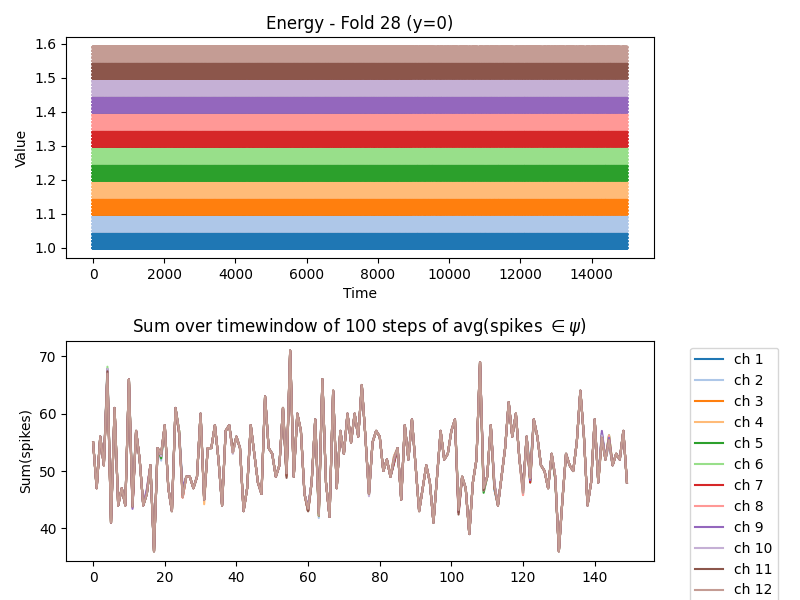 Energy - Fold 28 (y=0)
Value
1.6
1.5
1.4
1.3
1.2
1.1
1.0
0 2000 4000 6000 8000 10000 12000 14000
Time
Sum over timewindow of 100 steps of avg(spikes ∈ψ)
Sum(spikes)
70
60
50
40
0 20 40 60 80 100 120 140
ch 1
ch 2
ch 3
ch 4
ch 5
ch 6
ch 7
ch 8
ch 9
ch 10
ch 11
ch 12